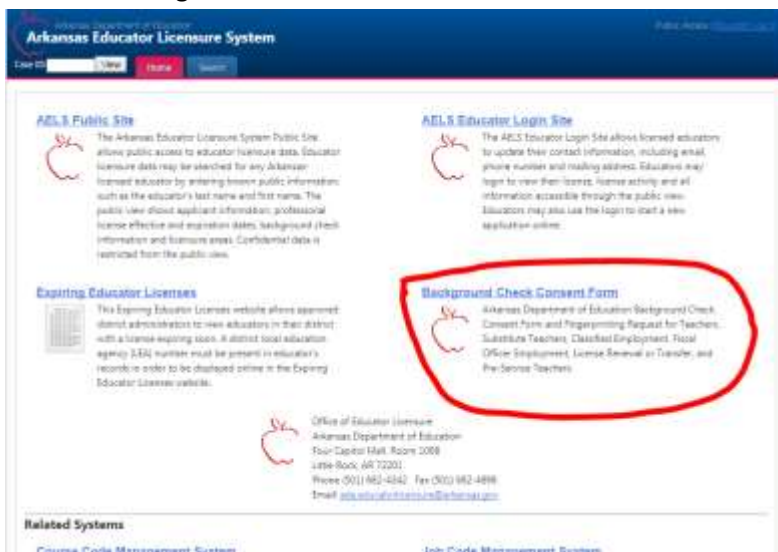 Arkansas Department of Education
Arkansas Educator Licensure System
Case ID
View
Home
Search
AELS Public Site
The Arkansas Educator Licensure System Public Site
allows public access to educator licensure data. Educator
licensure data may be searched for any Arkansas
licensed educator by entering known public information
such as the educator's last name and first name. The
public view shows applicant information, professional
license effective and expiration dates, background check
information and licensure areas. Confidential data is
restricted from the public view.
AELS Educator Login Site
The AELS Educator Login Site allows licensed educators
to update their contact information, including email,
phone number and mailing address. Educators may
login to view their license, license activity and all
information accessible through the public view.
Educators may also use the login to start a new
application online.
Expiring Educator Licenses
This Expiring Educator Licenses website allows approved
district administrators to view educators in their district
with a license expiring soon. A district local education
agency (LEA) number must be present in educator's
records in order to be displayed online in the Expiring
Educator Licenses website.
Background Check Consent Form
Arkansas Department of Education Background Check
Consent Form and Fingerprinting Request for Teachers,
Substitute Teachers, Classified Employment, Fiscal
Officer Employment, License Renewal or Transfer, and
Pre-Service Teachers.
Office of Educator Licensure
Arkansas Department of Education
Four Capitol Mall, Room
Little Rock, AR 72201
Phone (501) 682-4342 Fax (501) 682-4898
Email
Related Systems
Course Code Management System
Job Code Management System